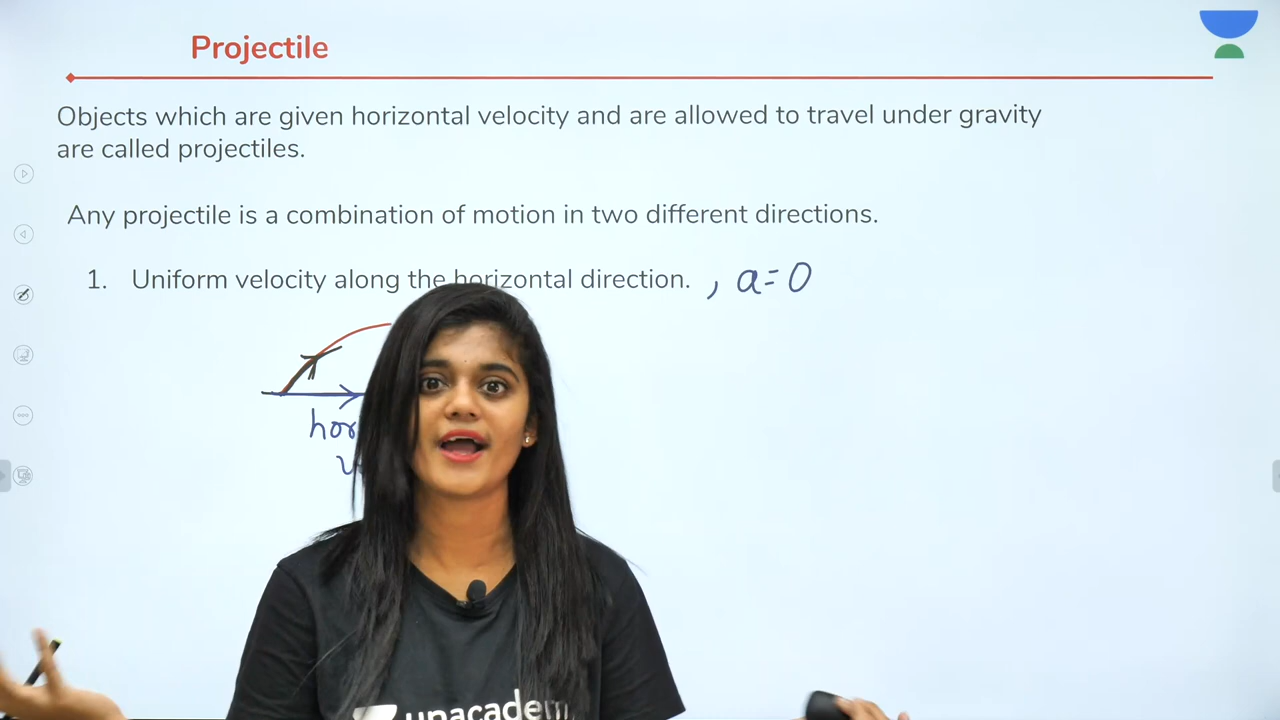 Projectile
Objects which are given horizontal velocity and are allowed to travel under gravity
are called projectiles.
Any projectile is a combination of motion in two different directions.
1. Uniform velocity along the horizontal direction. , a=0